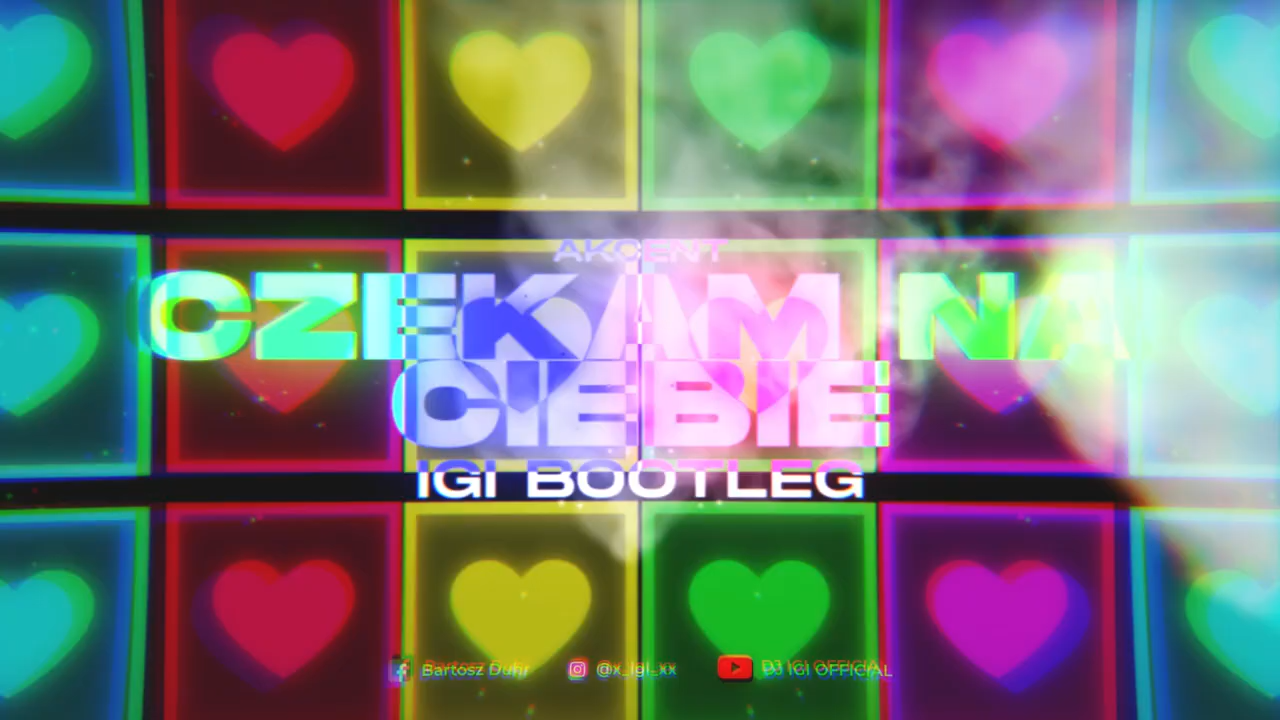 AKCENT
CZEKAM NA
CIEBIE
IGI BOOTLEG
Bartosz Duhr @x_igi_xx DJ IGI OFFICIAL